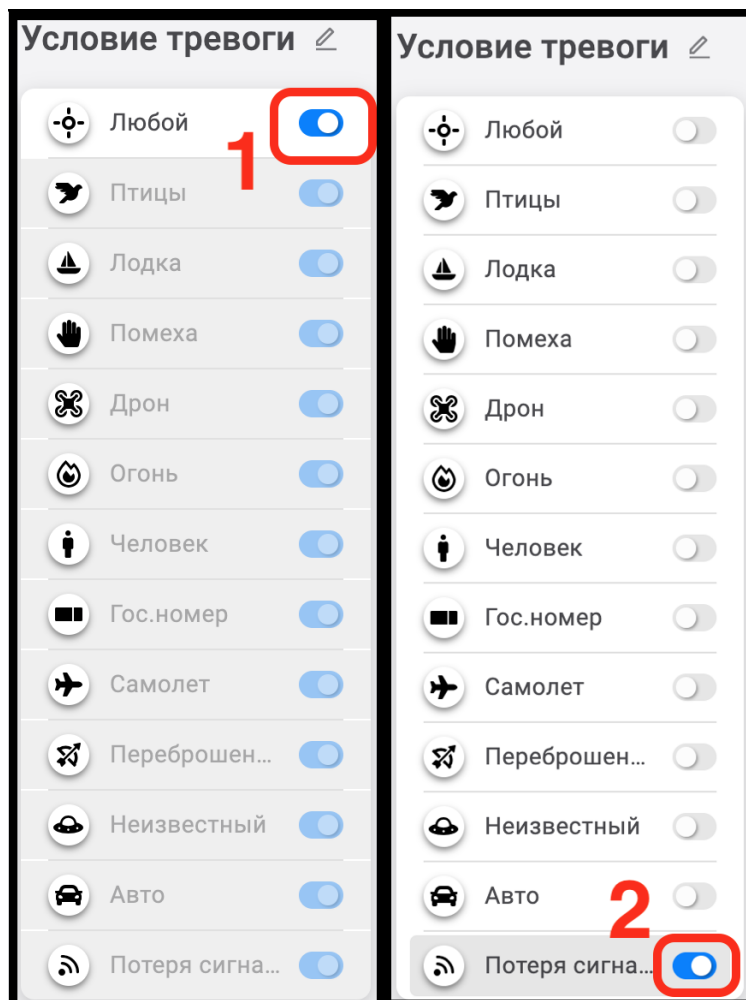 Условие тревоги
Любой
1
Птицы
Лодка
Помеха
Дрон
Огонь
Человек
Гос.номер
Самолет
Переброшен...
Неизвестный
Авто
Потеря сигна...
Условие тревоги
Любой
Птицы
Лодка
Помеха
Дрон
Огонь
Человек
Гос.номер
Самолет
Переброшен...
Неизвестный
Авто
2
Потеря сигна...